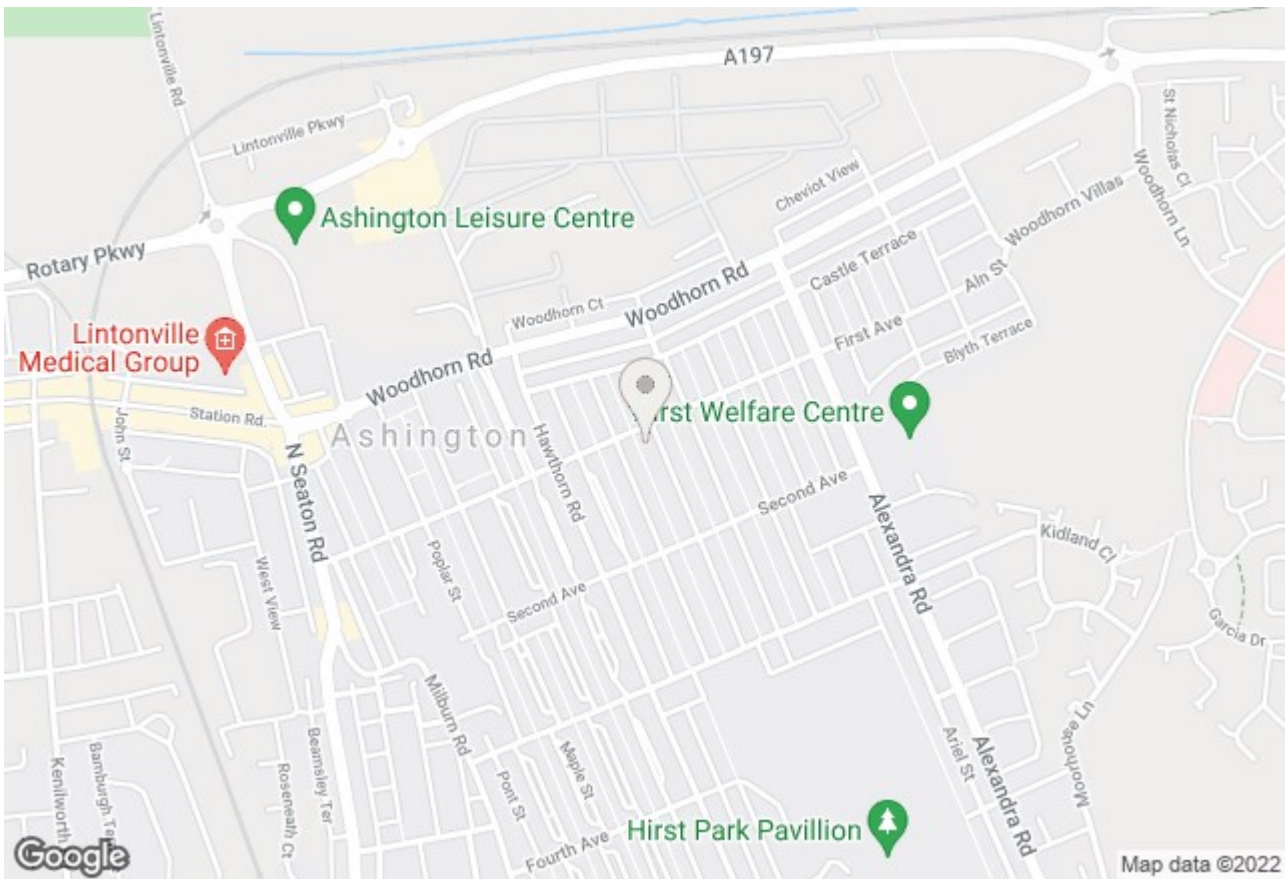 A197
Lintonville Rd
Lintonville Pkwy
St Nicholas Cl
Woodhorn Ln
Cheviot View
Woodhorn Villas
Ashington Leisure Centre
Rotary Pkwy
Castle Terrace
Aln St
Woodhorn Rd
Woodhorn Ct
First Ave
Blyth Terrace
Lintonville
Medical Group
Woodhorn Rd
Station Rd.
John St
Ashington
Welfare Centre
Hawthorn Rd
N Seaton Rd
Second Ave
Alexandra Rd
Kidland Cl
Poplar St
West View
Second Ave
Garcia Dr
Milburn Rd
Moorhouse Ln
Ariel St
Alexandra Rd
Kenilworth
Bamburgh Te
Roseneath Ct
Beamsley Ter
Pont St
Maple St
Fourth Ave
Hirst Park Pavillion
Google
Map data ©2022